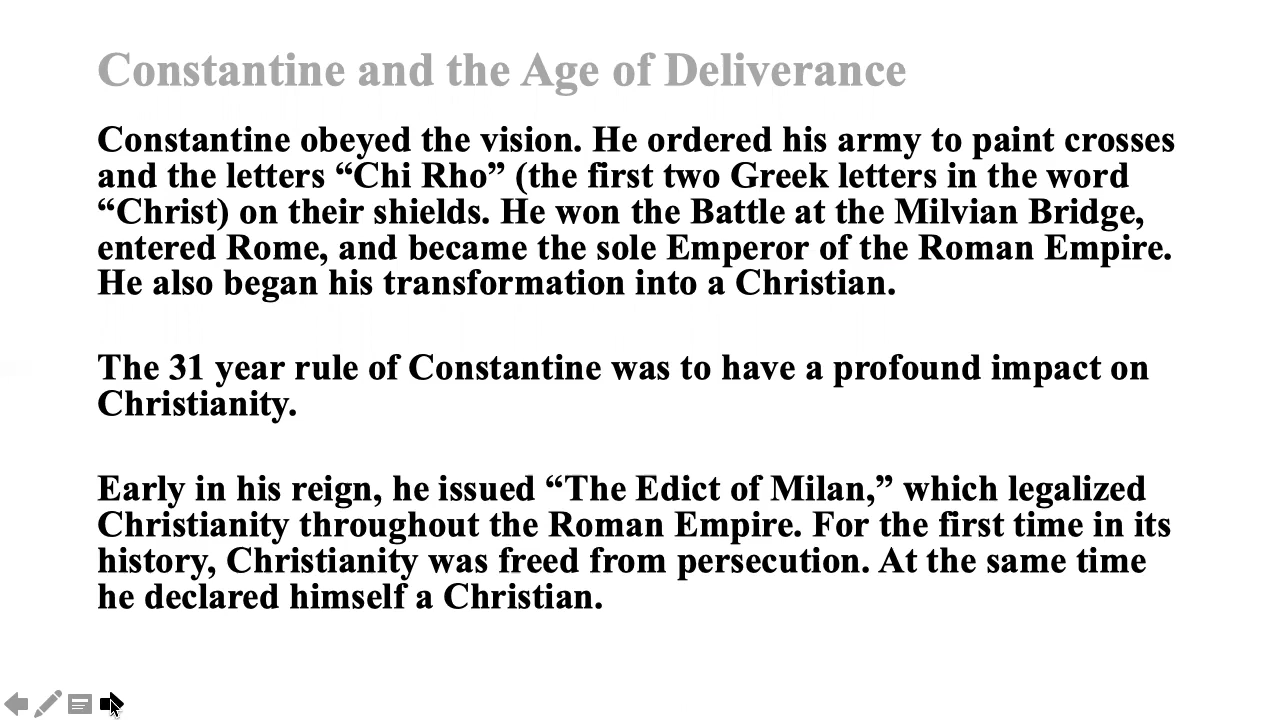 Constantine and the Age of Deliverance
Constantine obeyed the vision. He ordered his army to paint crosses
and the letters “Chi Rho” (the first two Greek letters in the word
“Christ) on their shields. He won the Battle at the Milvian Bridge,
entered Rome, and became the sole Emperor of the Roman Empire.
He also began his transformation into a Christian.
The 31 year rule of Constantine was to have a profound impact on
Christianity.
Early in his reign, he issued “The Edict of Milan,” which legalized
Christianity throughout the Roman Empire. For the first time in its
history, Christianity was freed from persecution. At the same time
he declared himself a Christian.